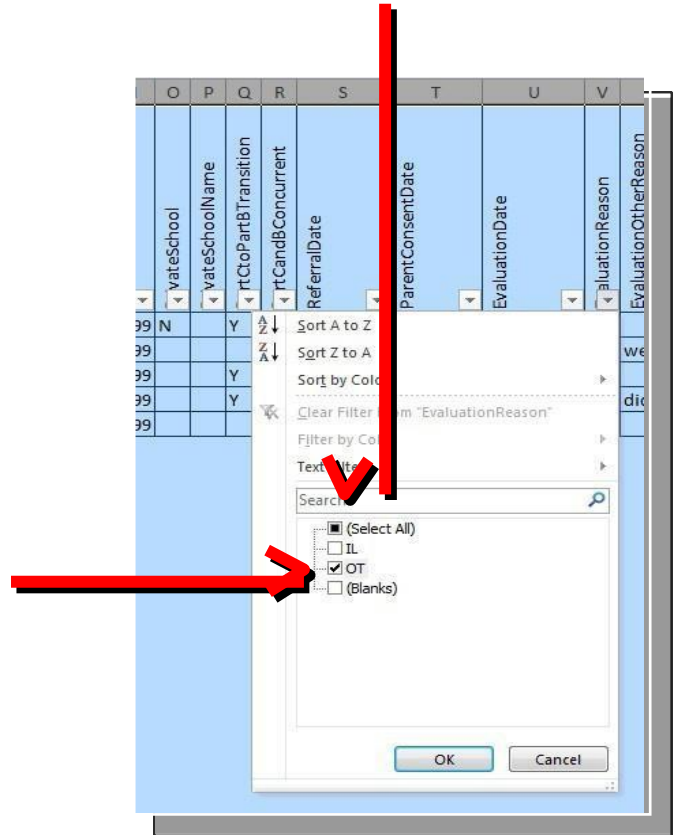 O P Q R S T U V
vateSchool
vateSchoolName
rtCtoPartBTransition
rtCandBConcurrent
ReferralDate
ParentConsentDate
EvaluationDate
aluationReason
EvaluationOtherReason
99 N Y
99 we
99 Y
99 Y dic
99
Sort A to Z
Sort Z to A
Sort by Colo
Clear Filter F om "EvaluationReason"
Filter by Co
Text Filte
Search
(Select All)
IL
OT
(Blanks)
OK Cancel